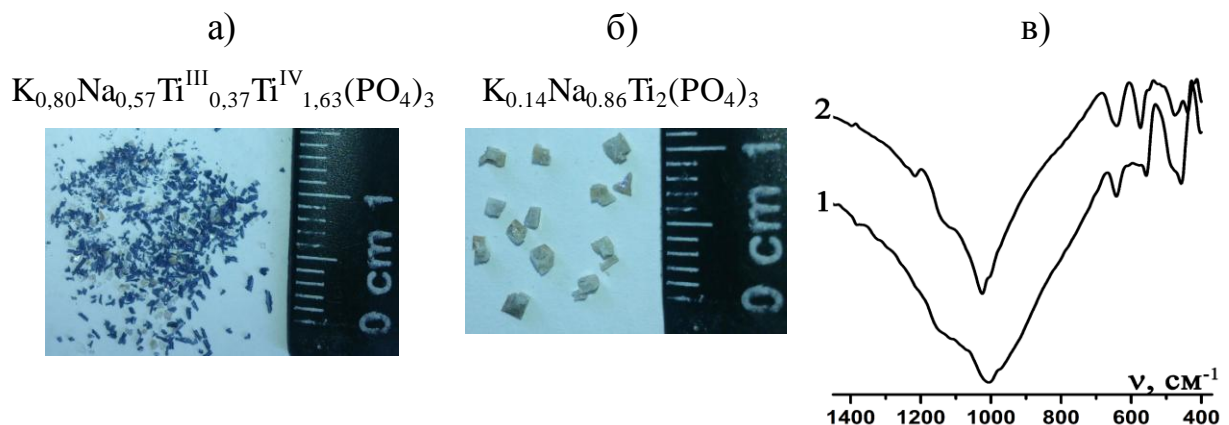 а) б) в)
K0,80Na0,57TiIII0,37TiIV1,63(PO4)3 K0.14Na0.86Ti2(PO4)3
0 cm 1
0 cm 1
2
1
ν, см-1
1400 1200 1000 800 600 400